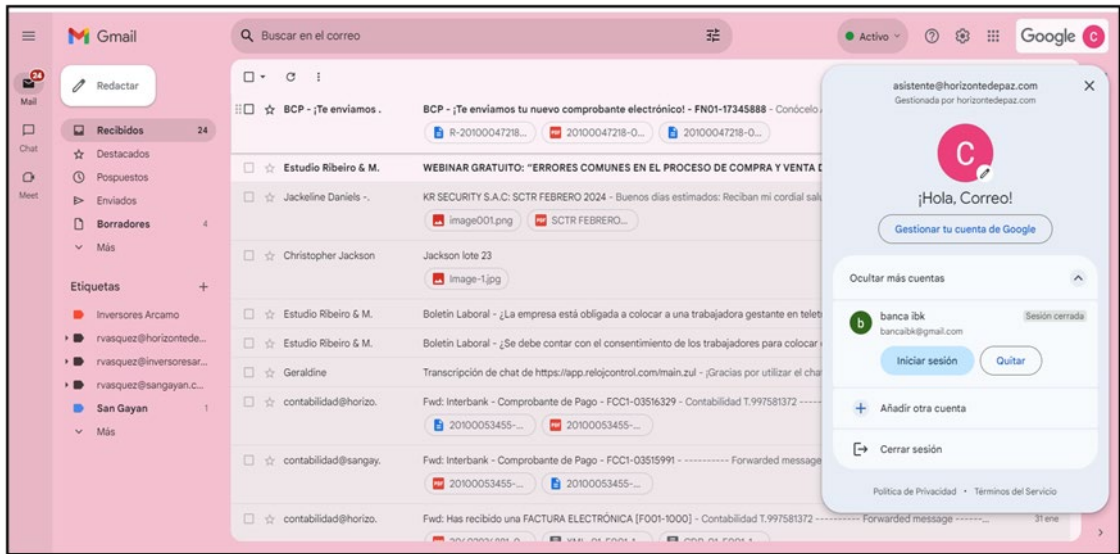 Gmail
Buscar en el correo
Activo
Google
C
24
Mail
Chat
Meet
Redactar
Recibidos 24
Destacados
Pospuestos
Enviados
Borradores 4
Más
Etiquetas +
Inversores Arcamo
rvasquez@horizontede...
rvasquez@inversoresar...
rvasquez@sangayan.c...
San Gayan 1
Más
BCP - ¡Te enviamos . BCP - ¡Te enviamos tu nuevo comprobante electrónico! - FN01-17345888 - Conócelo
R-20100047218... PDF 20100047218-0... 20100047218-0...
Estudio Ribeiro & M. WEBINAR GRATUITO: "ERRORES COMUNES EN EL PROCESO DE COMPRA Y VENTA
Jackeline Daniels -. KR SECURITY S.A.C: SCTR FEBRERO 2024 - Buenos dias estimados: Reciban mi cordial
image001.png PDF SCTR FEBRERO...
Christopher Jackson Jackson lote 23
Image-1.jpg
Estudio Ribeiro & M. Boletín Laboral - ¿La empresa está obligada a colocar a una trabajadora gestante en
Estudio Ribeiro & M. Boletín Laboral - ¿Se debe contar con el consentimiento de los trabajadores para colocar
Geraldine Transcripción de chat de https://app.relojcontrol.com/main.zul - ¡Gracias por utilizar el
contabilidad@horizo. Fwd: Interbank - Comprobante de Pago - FCC1-03516329 - Contabilidad T.997581372 ----
20100053455-... PDF 20100053455-...
contabilidad@sangay. Fwd: Interbank - Comprobante de Pago - FCC1-03515991 - ---------- Forwarded message
PDF 20100053455-... 20100053455-...
contabilidad@horizo. Fwd: Has recibido una FACTURA ELECTRÓNICA [F001-1000] - Contabilidad T.997581372 ---------- Forwarded message ------... 31 ene
asistente@horizontedepaz.com
Gestionada por horizontedepaz.com
C
¡Hola, Correo!
Gestionar tu cuenta de Google
Ocultar más cuentas
b
banca ibk Sesión cerrada
bancaibk@gmail.com
Iniciar sesión Quitar
Añadir otra cuenta
Cerrar sesión
Política de Privacidad • Términos del Servicio